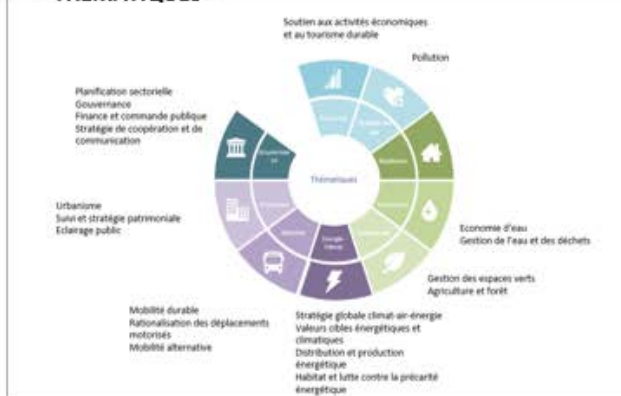 Soutien aux activités économiques
et au tourisme durable
Pollution
Planification sectorielle
Gouvernance
Finance et commande publique
Stratégie de coopération et de
communication
Thématiques
Urbanisme
Suivi et stratégie patrimoniale
Eclairage public
Economie d'eau
Gestion de l'eau et des déchets
Gestion des espaces verts
Agriculture et forêt
Mobilité durable
Rationalisation des déplacements
motorisés
Mobilité alternative
Stratégie globale climat-air-énergie
Valeurs cibles énergétiques et
climatiques
Distribution et production
énergétique
Habitat et lutte contre la précarité
énergétique